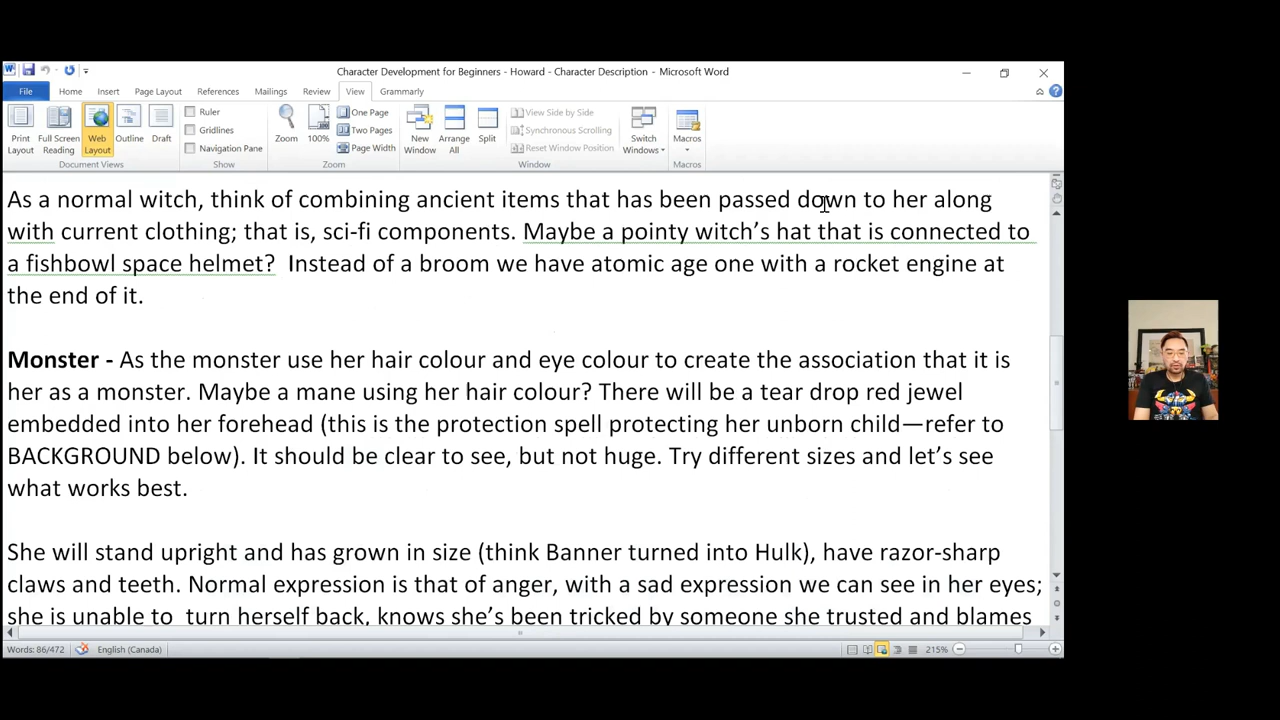 Character Development for Beginners - Howard - Character Description - Microsoft Word
File Home Insert Page Layout References Mailings Review View Grammarly
Print Layout
Full Screen Reading
Web Layout
Outline
Draft
Document Views
Ruler
Gridlines
Navigation Pane
Show
Zoom
100%
One Page
Two Pages
Page Width
Zoom
New Window
Arrange All
Split
View Side by Side
Synchronous Scrolling
Reset Window Position
Window
Switch Windows
Macros
Macros
As a normal witch, think of combining ancient items that has been passed down to her along
with current clothing; that is, sci-fi components. Maybe a pointy witch's hat that is connected to
a fishbowl space helmet? Instead of a broom we have atomic age one with a rocket engine at
the end of it.
Monster - As the monster use her hair colour and eye colour to create the association that it is
her as a monster. Maybe a mane using her hair colour? There will be a tear drop red jewel
embedded into her forehead (this is the protection spell protecting her unborn child—refer to
BACKGROUND below). It should be clear to see, but not huge. Try different sizes and let's see
what works best.
She will stand upright and has grown in size (think Banner turned into Hulk), have razor-sharp
claws and teeth. Normal expression is that of anger, with a sad expression we can see in her eyes;
she is unable to turn herself back, knows she's been tricked by someone she trusted and blames
Words: 86/472 English (Canada) 215%